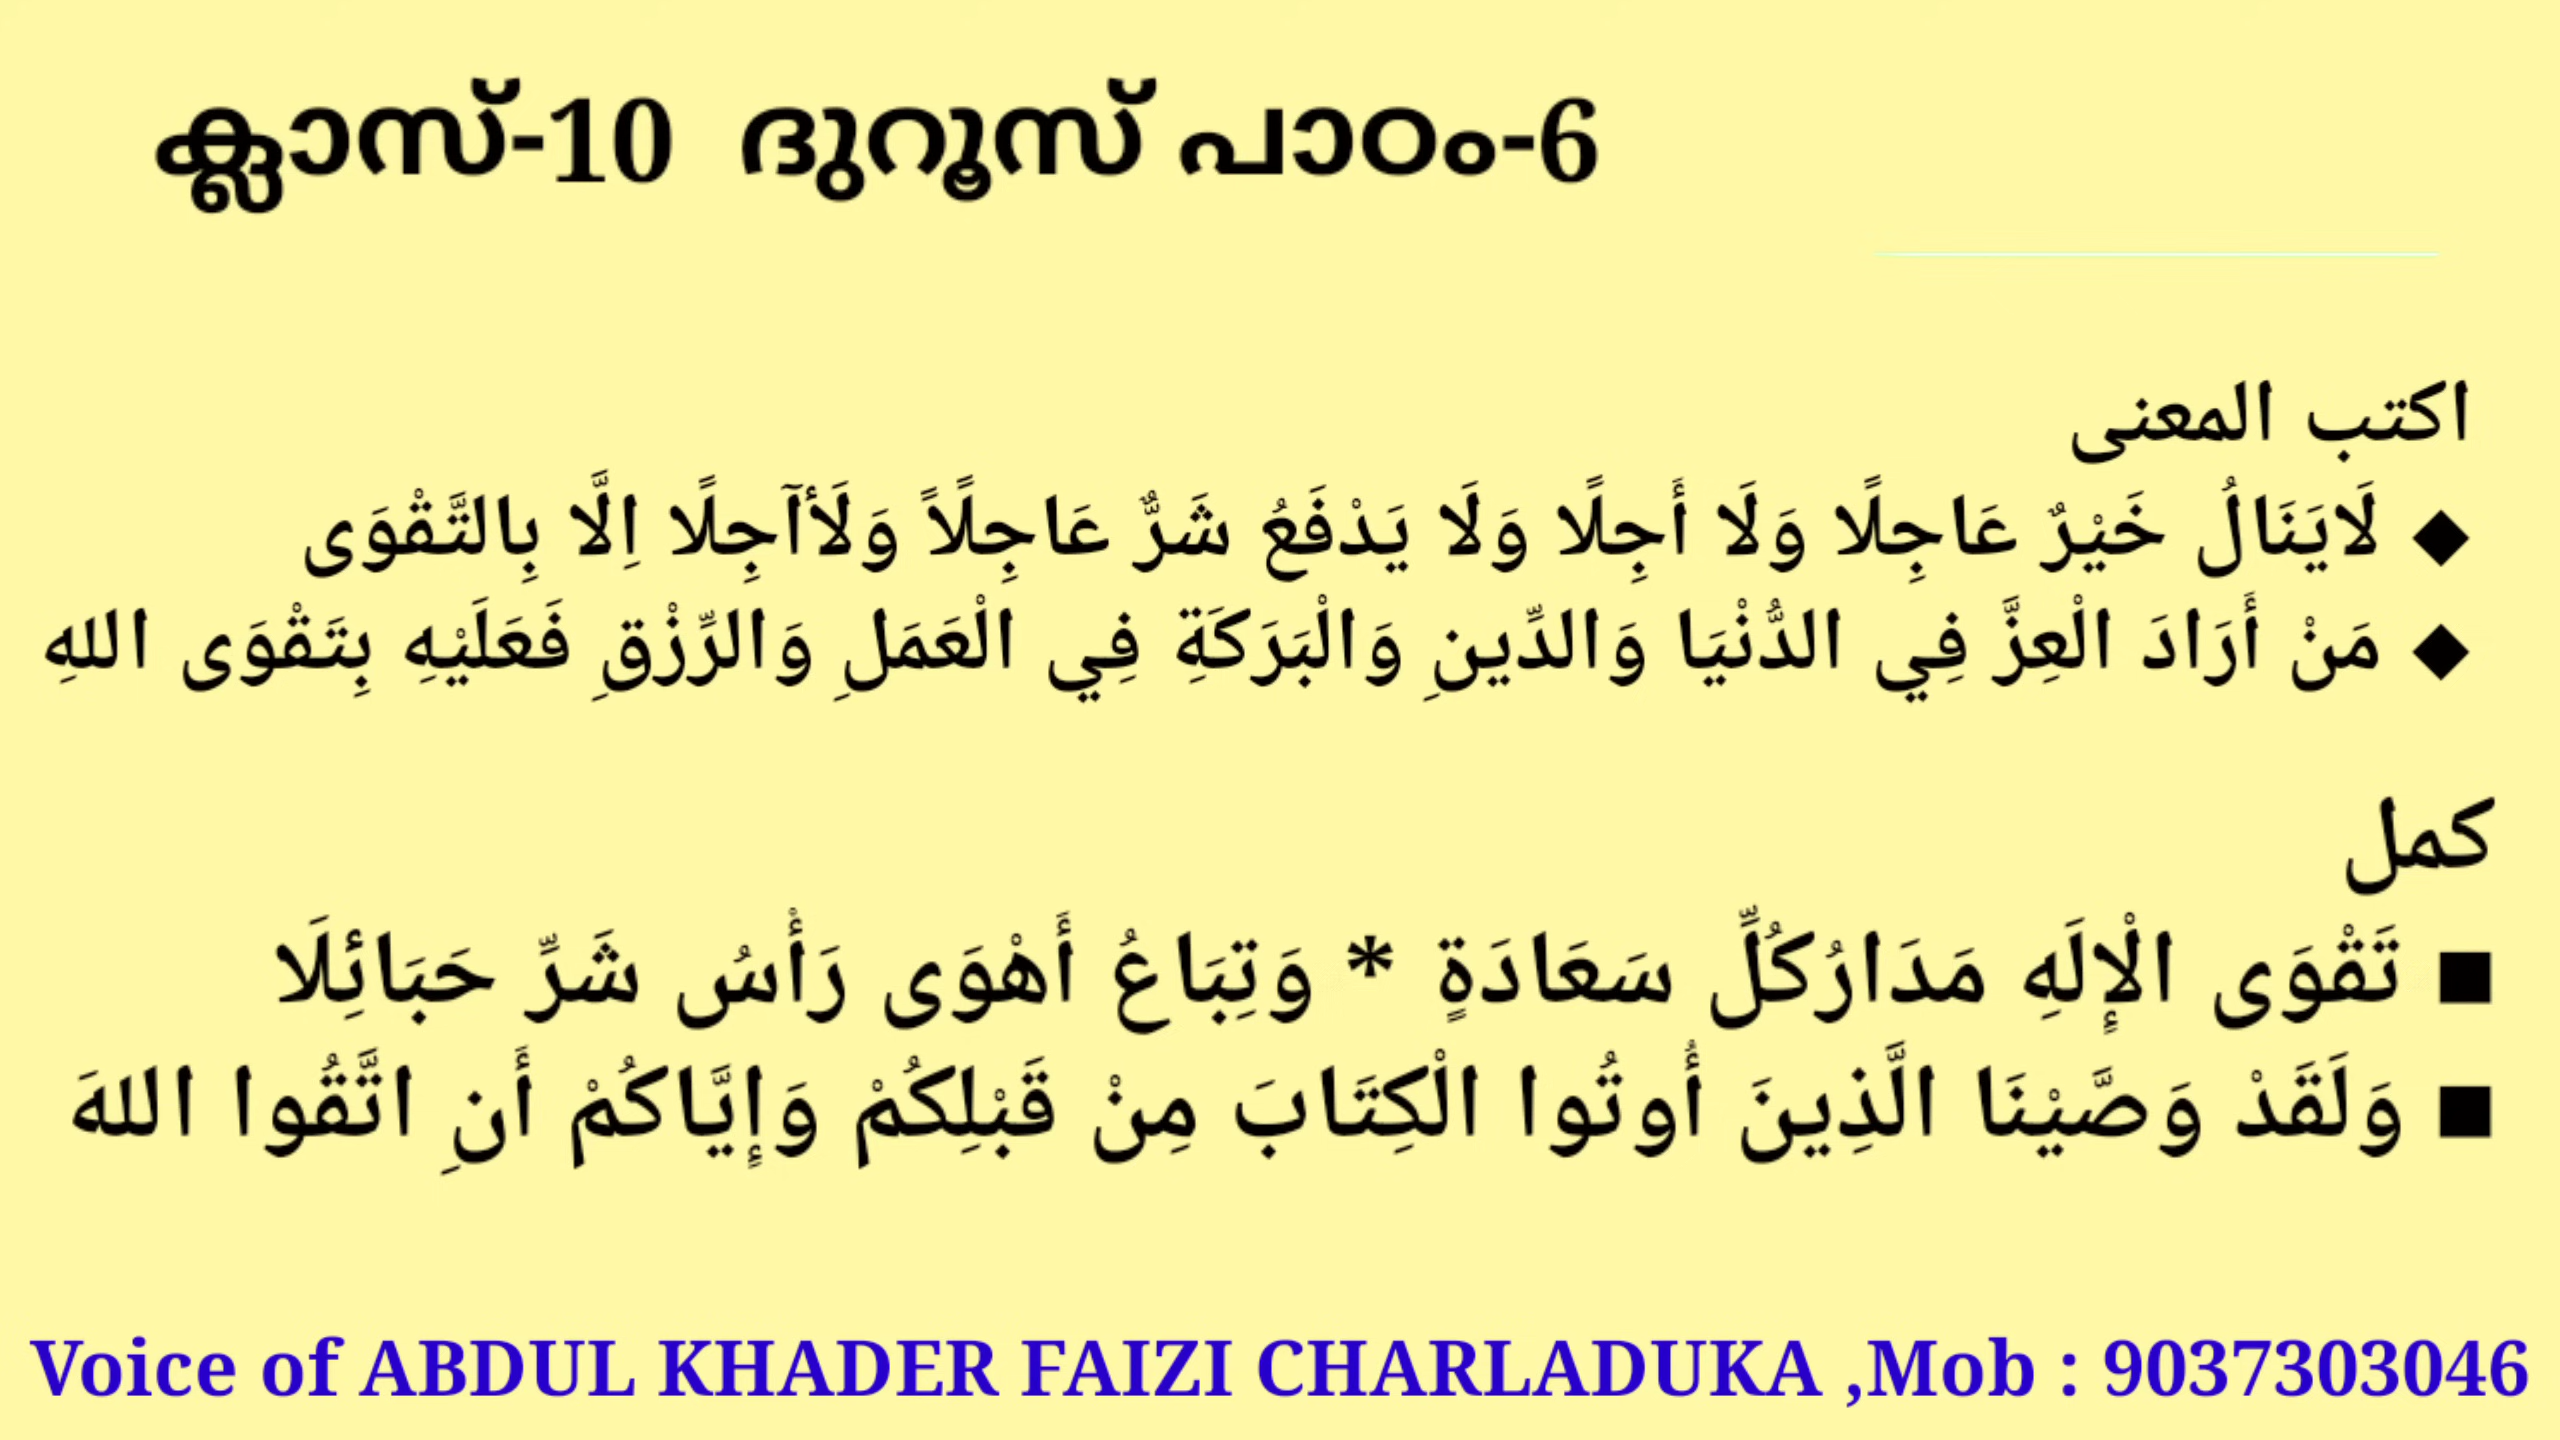 ക്ലാസ്-10 ദുറൂസ് പാഠം-6
اكتب المعنى
◆ لَايَنَالُ خَيْرٌ عَاجِلًا وَلَا أَجِلًا وَلَا يَدْفَعُ شَرٌّ عَاجِلًاً وَلَأآجِلًا اِلَّا بِالتَّقْوَى
◆ مَنْ أَرَادَ الْعِزَّ فِي الدُّنْيَا وَالدِّينِ وَالْبَرَكَةِ فِي الْعَمَلِ وَالرِّزْقِ فَعَلَيْهِ بِتَقْوَى اللهِ
كمل
■ تَقْوَى الْإِلَهِ مَدَارُكُلِّ سَعَادَةٍ * وَتِبَاعُ أَهْوَى رَأْسُ شَرِّ حَبَائِلَا
■ وَلَقَدْ وَصَّيْنَا الَّذِينَ أُوتُوا الْكِتَابَ مِنْ قَبْلِكُمْ وَإِيَّاكُمْ أَنِ اتَّقُوا اللهَ
Voice of ABDUL KHADER FAIZI CHARLADUKA ,Mob : 9037303046